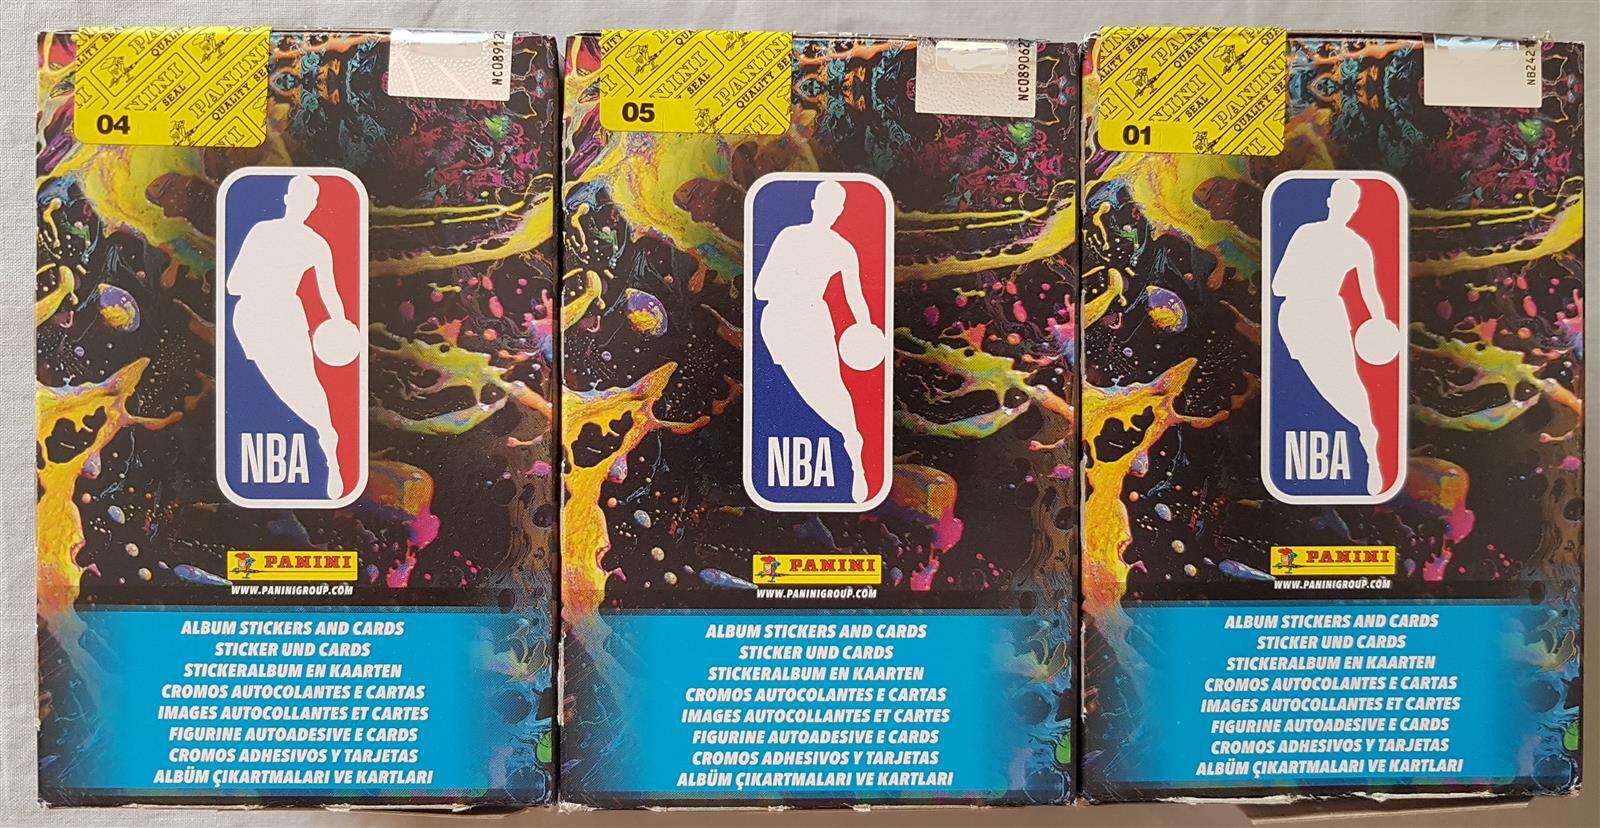 PANINI
QUALITY SEAL
04
NC08912
NBA
PANINI
WWW.PANINIGROUP.COM
ALBUM STICKERS AND CARDS
STICKER UND CARDS
STICKERALBUM EN KAARTEN
CROMOS AUTOCOLANTES E CARTAS
IMAGES AUTOCOLLANTES ET CARTES
FIGURINE AUTOADESIVE E CARDS
CROMOS ADHESIVOS Y TARJETAS
ALBÜM ÇIKARTMALARI VE KARTLARI
PANINI
QUALITY SEAL
05
NC089062
NBA
PANINI
WWW.PANINIGROUP.COM
ALBUM STICKERS AND CARDS
STICKER UND CARDS
STICKERALBUM EN KAARTEN
CROMOS AUTOCOLANTES E CARTAS
IMAGES AUTOCOLLANTES ET CARTES
FIGURINE AUTOADESIVE E CARDS
CROMOS ADHESIVOS Y TARJETAS
ALBÜM ÇIKARTMALARI VE KARTLARI
PANINI
QUALITY SEAL
01
NB242
NBA
PANINI
WWW.PANINIGROUP.COM
ALBUM STICKERS AND CARDS
STICKER UND CARDS
STICKERALBUM EN KAARTEN
CROMOS AUTOCOLANTES E CARTAS
IMAGES AUTOCOLLANTES ET CARTES
FIGURINE AUTOADESIVE E CARDS
CROMOS ADHESIVOS Y TARJETAS
ALBÜM ÇIKARTMALARI VE KARTLARI